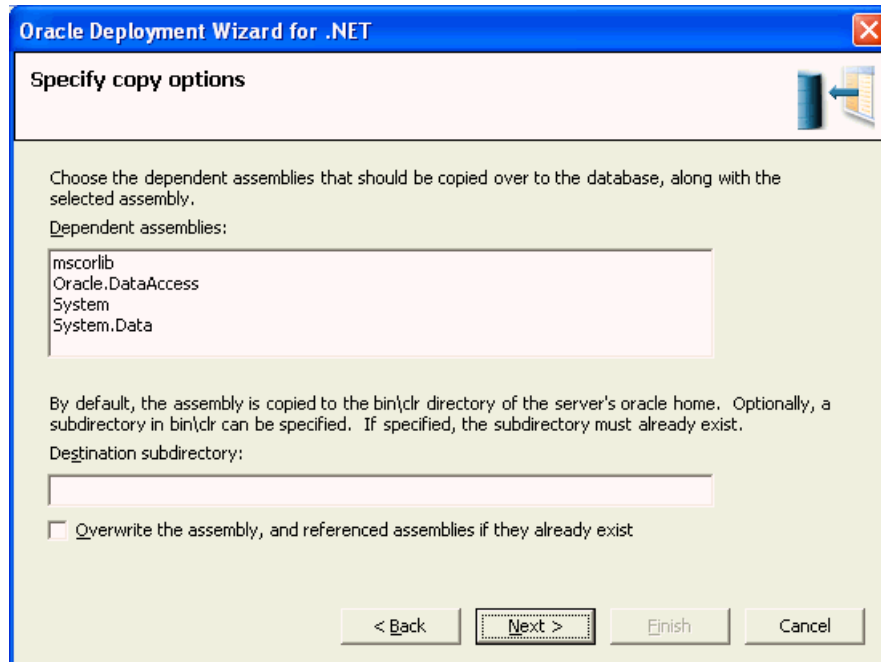 Oracle Deployment Wizard for .NET
Specify copy options
Choose the dependent assemblies that should be copied over to the database, along with the
selected assembly.
Dependent assemblies:
mscorlib
Oracle.DataAccess
System
System.Data
By default, the assembly is copied to the bin\clr directory of the server's oracle home.  Optionally, a
subdirectory in bin\clr can be specified.  If specified, the subdirectory must already exist.
Destination subdirectory:
Overwrite the assembly, and referenced assemblies if they already exist
< Back
Next >
Finish
Cancel